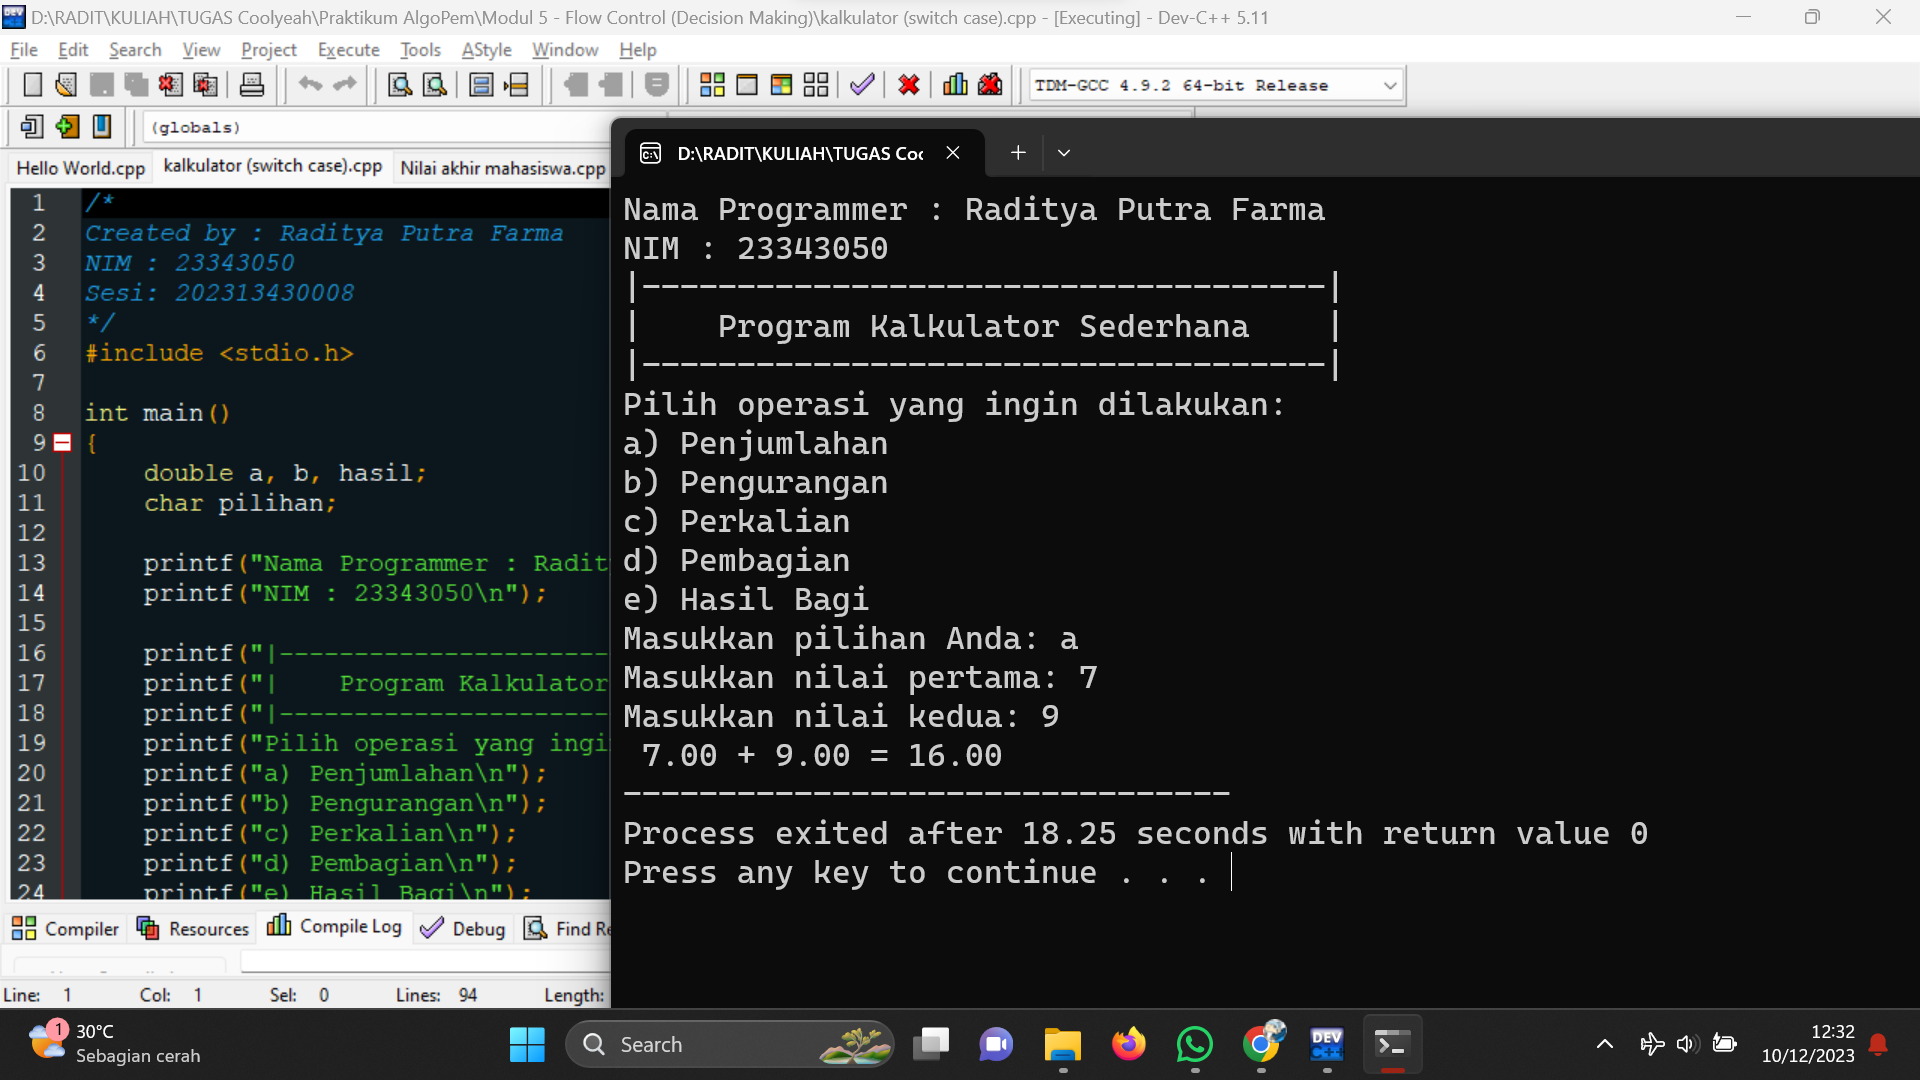 D:\RADIT\KULIAH\TUGAS Coolyeah\Praktikum AlgoPem\Modul 5 - Flow Control (Decision Making)\kalkulator (switch case).cpp - [Executing] - Dev-C++ 5.11
File Edit Search View Project Execute Tools AStyle Window Help
TDM-GCC 4.9.2 64-bit Release
(globals)
Hello World.cpp kalkulator (switch case).cpp Nilai akhir mahasiswa.cpp
1 /*
2 Created by : Raditya Putra Farma
3 NIM : 23343050
4 Sesi: 202313430008
5 */
6 #include <stdio.h>
7
8 int main()
9 {
10 double a, b, hasil;
11 char pilihan;
12
13 printf("Nama Programmer : Radit
14 printf("NIM : 23343050\n");
15
16 printf("|----------------------
17 printf("|    Program Kalkulator
18 printf("|----------------------
19 printf("Pilih operasi yang ingi
20 printf("a) Penjumlahan\n");
21 printf("b) Pengurangan\n");
22 printf("c) Perkalian\n");
23 printf("d) Pembagian\n");
24 printf("e) Hasil Bagi\n");
D:\RADIT\KULIAH\TUGAS Coo
Nama Programmer : Raditya Putra Farma
NIM : 23343050
|------------------------------------|
|    Program Kalkulator Sederhana    |
|------------------------------------|
Pilih operasi yang ingin dilakukan:
a) Penjumlahan
b) Pengurangan
c) Perkalian
d) Pembagian
e) Hasil Bagi
Masukkan pilihan Anda: a
Masukkan nilai pertama: 7
Masukkan nilai kedua: 9
7.00 + 9.00 = 16.00
--------------------------------
Process exited after 18.25 seconds with return value 0
Press any key to continue . . .
Compiler Resources Compile Log Debug Find Re
Line: 1 Col: 1 Sel: 0 Lines: 94 Length:
1 30°C
Sebagian cerah
Search
DEV C++
12:32
10/12/2023